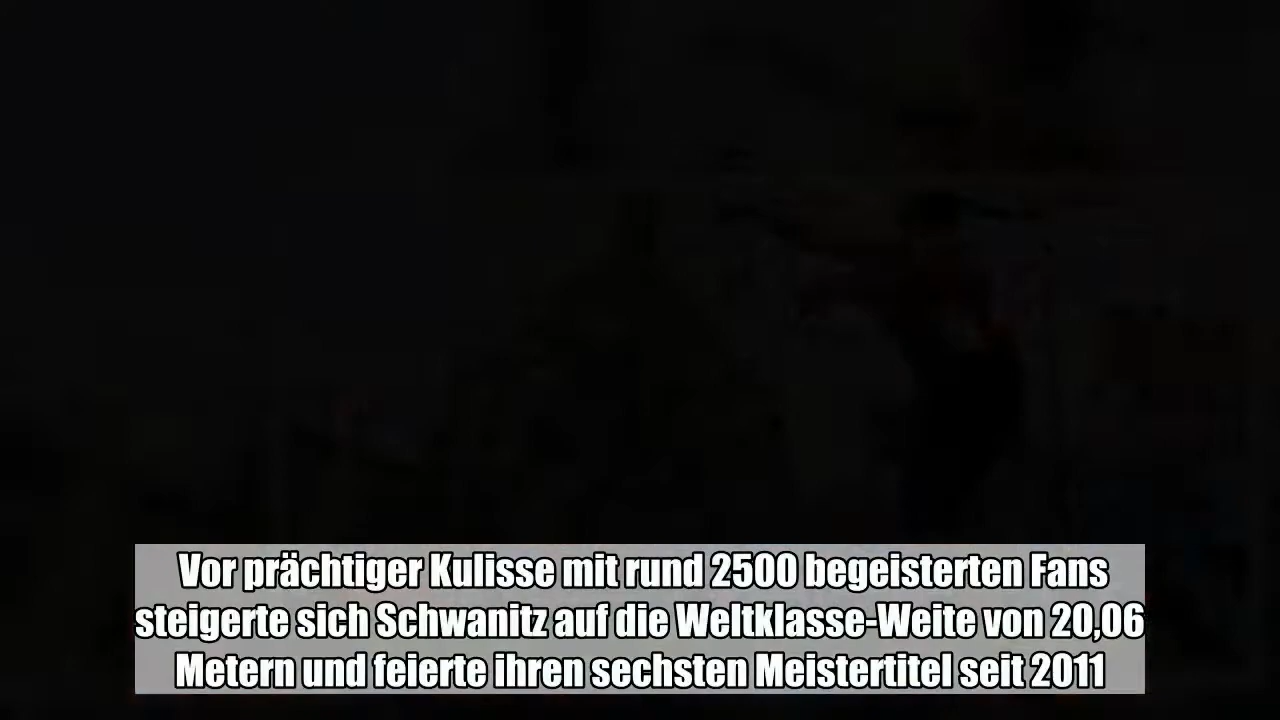 Vor prächtiger Kulisse mit rund 2500 begeisterten Fans
steigerte sich Schwanitz auf die Weltklasse-Weite von 20,06
Metern und feierte ihren sechsten Meistertitel seit 2011